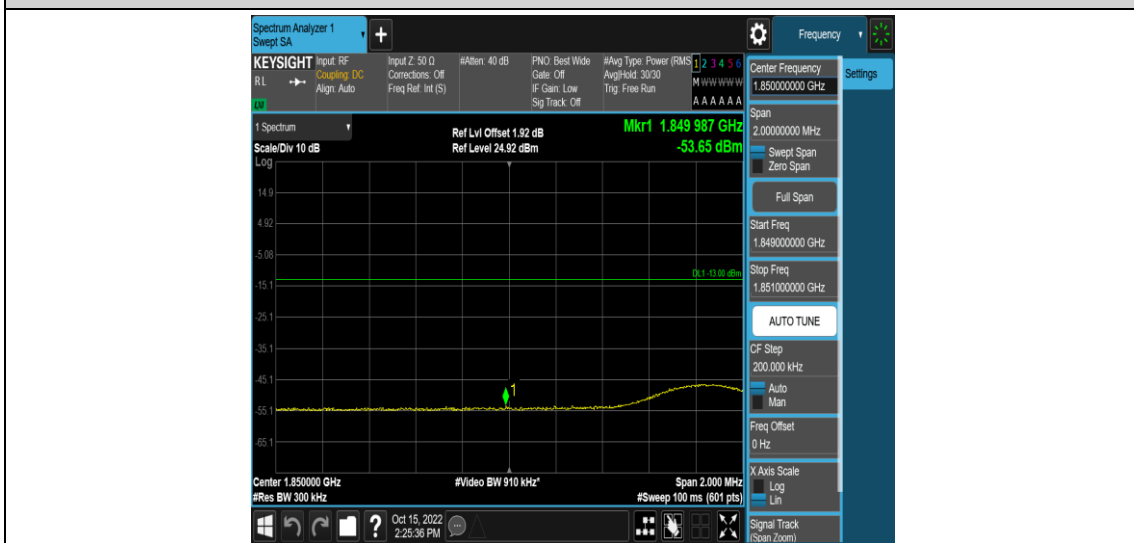 Spectrum Analyzer 1
Swept SA
+
Frequency
KEYSIGHT
RL
LXI
Input: RF
Coupling: DC
Align: Auto
Input Z: 50 Ω
Corrections: Off
Freq Ref: Int (S)
#Atten: 40 dB
PNO: Best Wide
Gate: Off
IF Gain: Low
Sig Track: Off
#Avg Type: Power (RMS
Avg|Hold: 30/30
Trig: Free Run
1 2 3 4 5 6
M W W W W W
A A A A A A
1 Spectrum
Scale/Div 10 dB
Ref Lvl Offset 1.92 dB
Ref Level 24.92 dBm
Mkr1 1.849 987 GHz
-53.65 dBm
Log
14.9
4.92
-5.08
DL1 -13.00 dBm
-15.1
-25.1
-35.1
-45.1
1
-55.1
-65.1
Center 1.850000 GHz
#Video BW 910 kHz*
Span 2.000 MHz
#Res BW 300 kHz
#Sweep 100 ms (601 pts)
?
Oct 15, 2022
2:25:36 PM
Center Frequency
1.850000000 GHz
Settings
Span
2.00000000 MHz
Swept Span
Zero Span
Full Span
Start Freq
1.849000000 GHz
Stop Freq
1.851000000 GHz
AUTO TUNE
CF Step
200.000 kHz
Auto
Man
Freq Offset
0 Hz
X Axis Scale
Log
Lin
Signal Track
(Span Zoom)